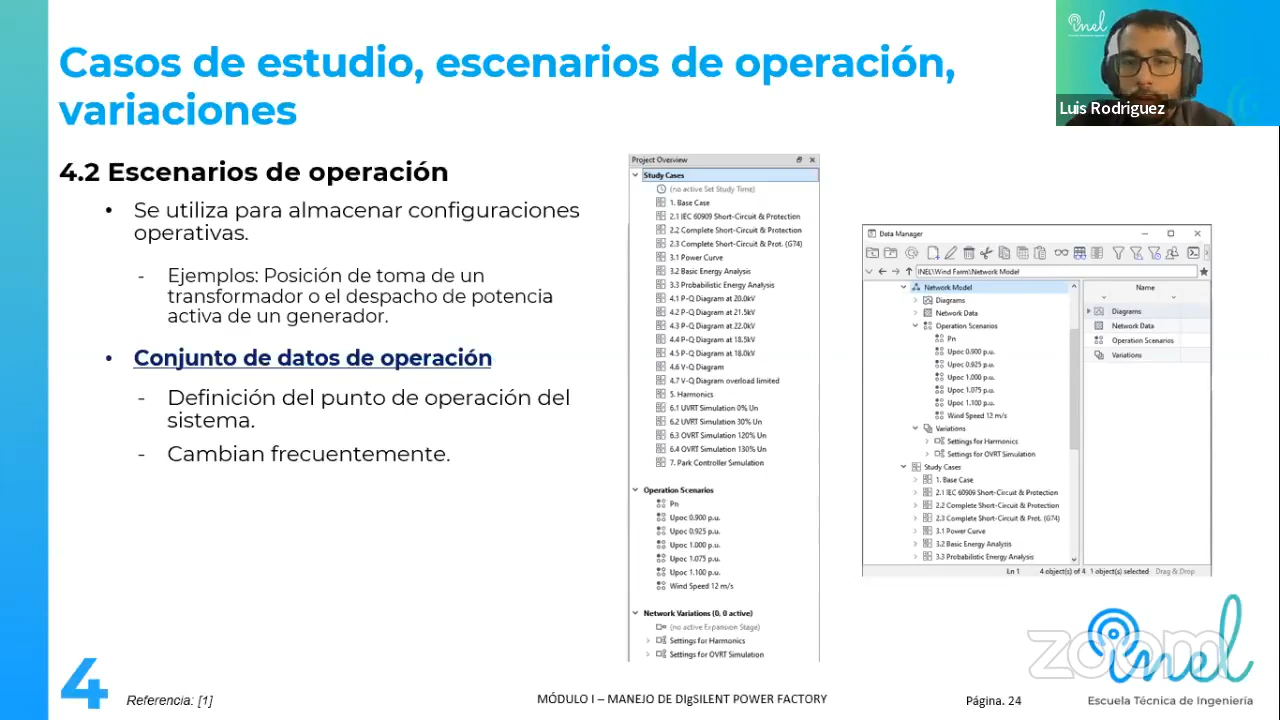 Casos de estudio, escenarios de operación,
variaciones
4.2 Escenarios de operación
• Se utiliza para almacenar configuraciones
operativas.
- Ejemplos: Posición de toma de un
transformador o el despacho de potencia
activa de un generador.
• Conjunto de datos de operación
- Definición del punto de operación del
sistema.
- Cambian frecuentemente.
Project Overview
Study Cases
(no active Set Study Time)
1. Base Case
2.1 IEC 60909 Short-Circuit & Protection
2.2 Complete Short-Circuit & Protection
2.3 Complete Short-Circuit & Prot. (G74)
3.1 Power Curve
3.2 Basic Energy Analysis
3.3 Probabilistic Energy Analysis
4.1 P-Q Diagram at 20.0kV
4.2 P-Q Diagram at 21.5kV
4.3 P-Q Diagram at 22.0kV
4.4 P-Q Diagram at 18.5kV
4.5 P-Q Diagram at 18.0kV
4.6 V-Q Diagram
4.7 V-Q Diagram overload limited
5. Harmonics
6.1 UVRT Simulation 0% Un
6.2 UVRT Simulation 30% Un
6.3 OVRT Simulation 120% Un
6.4 OVRT Simulation 130% Un
7. Park Controller Simulation
Operation Scenarios
Pn
Upoc 0.900 p.u.
Upoc 0.925 p.u.
Upoc 1.000 p.u.
Upoc 1.075 p.u.
Upoc 1.100 p.u.
Wind Speed 12 m/s
Network Variations (0, 0 active)
(no active Expansion Stage)
Settings for Harmonics
Settings for OVRT Simulation
Data Manager
INEL\Wind Farm\Network Model
Network Model
Diagrams
Network Data
Operation Scenarios
Pn
Upoc 0.900 p.u.
Upoc 0.925 p.u.
Upoc 1.000 p.u.
Upoc 1.075 p.u.
Upoc 1.100 p.u.
Wind Speed 12 m/s
Variations
Settings for Harmonics
Settings for OVRT Simulation
Study Cases
1. Base Case
2.1 IEC 60909 Short-Circuit & Protection
2.2 Complete Short-Circuit & Protection
2.3 Complete Short-Circuit & Prot. (G74)
3.1 Power Curve
3.2 Basic Energy Analysis
3.3 Probabilistic Energy Analysis
Name
Diagrams
Network Data
Operation Scenarios
Variations
Ln 1 4 object(s) of 4 1 object(s) selected Drag & Drop
inel
Luis Rodriguez
4
Referencia: [1]
MÓDULO I – MANEJO DE DIgSILENT POWER FACTORY
Página. 24
zoom
inel
Escuela Técnica de Ingeniería